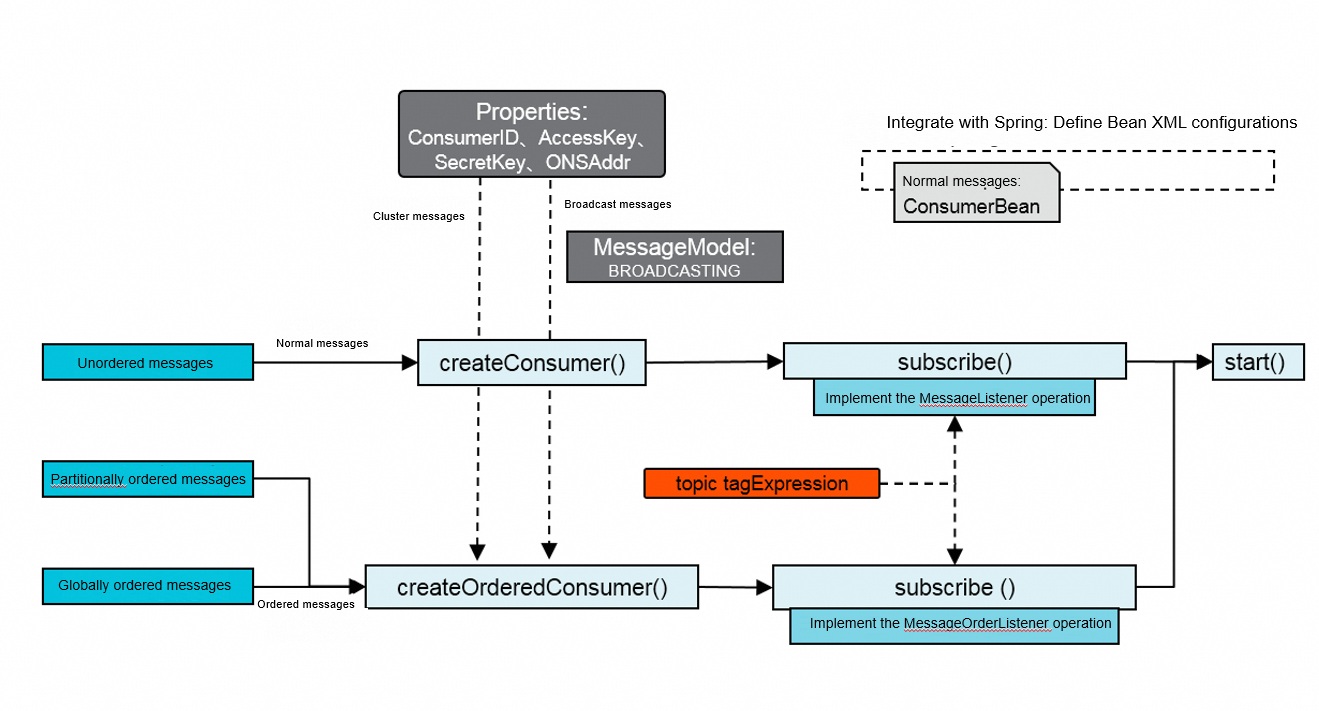 Properties:
ConsumerID、AccessKey、
SecretKey、ONSAddr
Integrate with Spring: Define Bean XML configurations
Normal messages:
ConsumerBean
Cluster messages
Broadcast messages
MessageModel:
BROADCASTING
Unordered messages
Normal messages
createConsumer()
subscribe()
Implement the MessageListener operation
start()
Partitionally ordered messages
topic tagExpression
Globally ordered messages
Ordered messages
createOrderedConsumer()
subscribe ()
Implement the MessageOrderListener operation